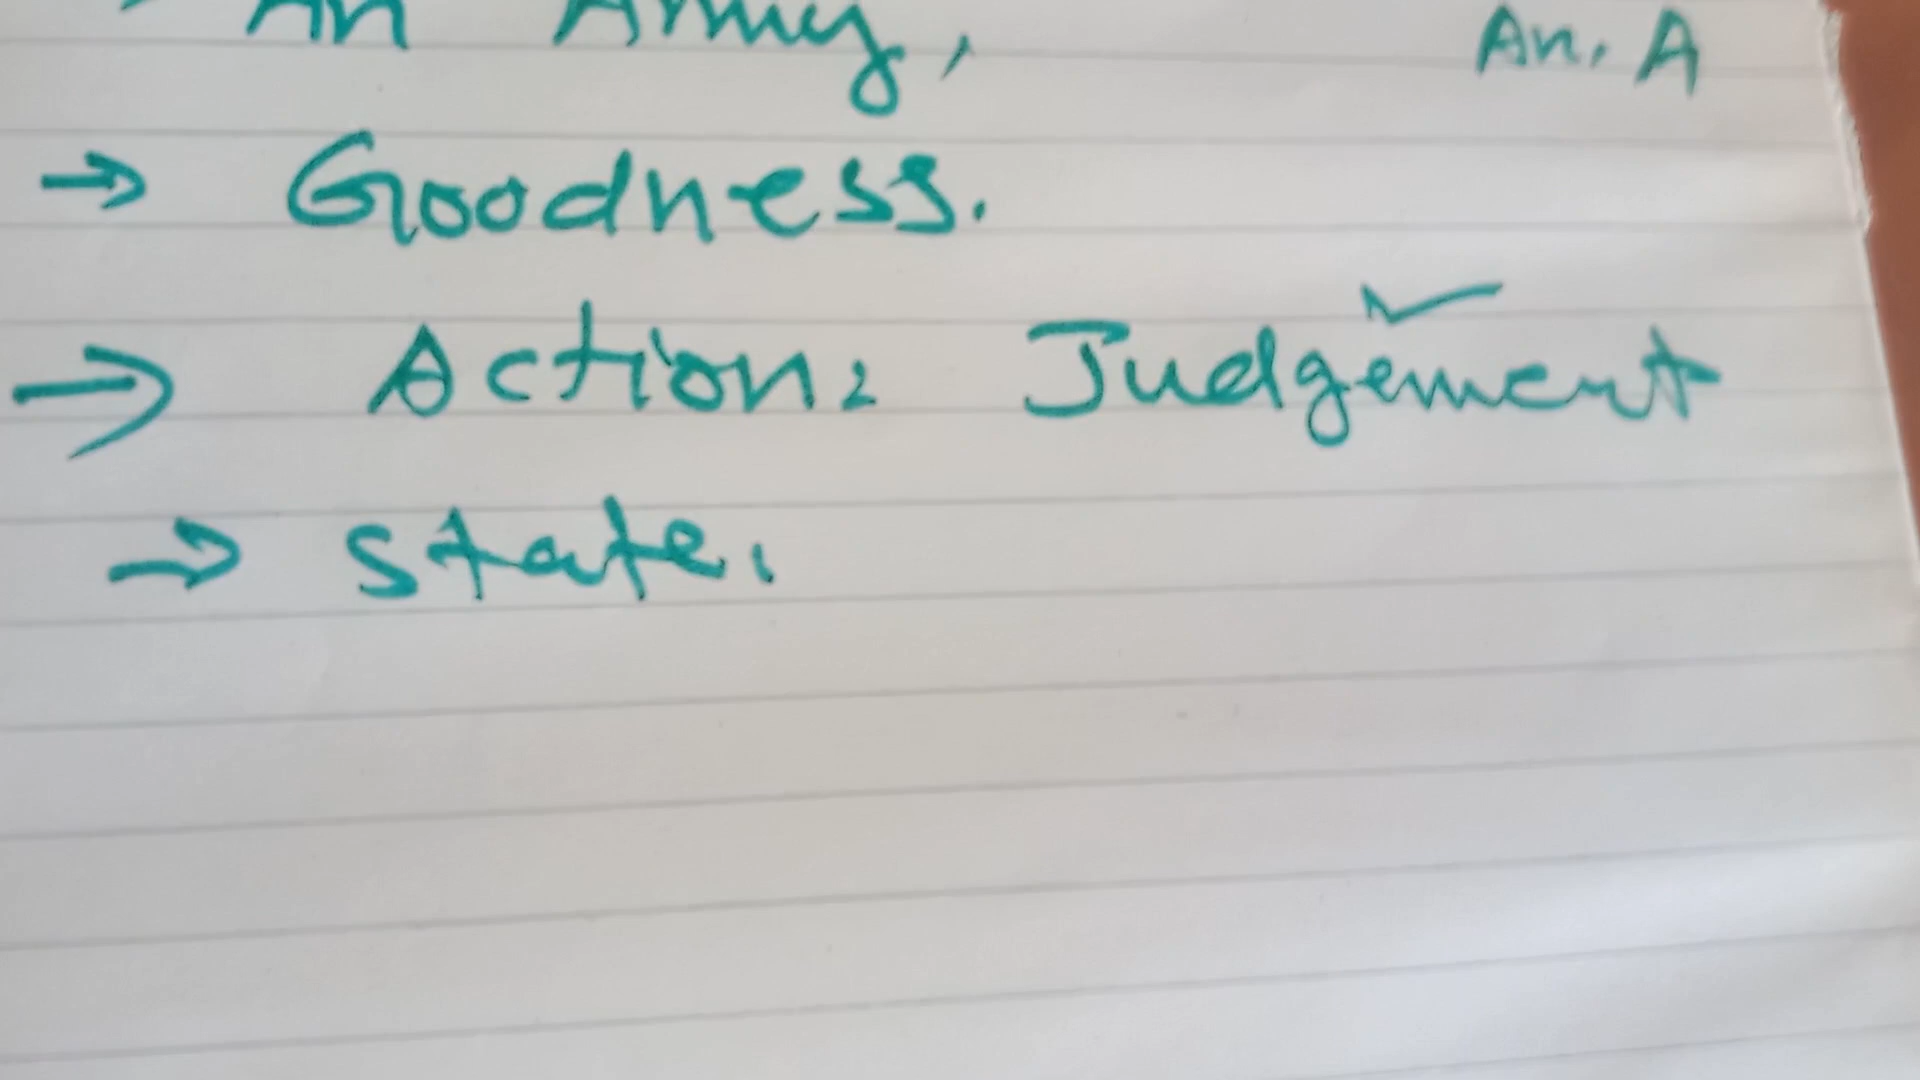 An Army, An, A
→ Goodness.
→ Action: Judgement ✓
→ State.